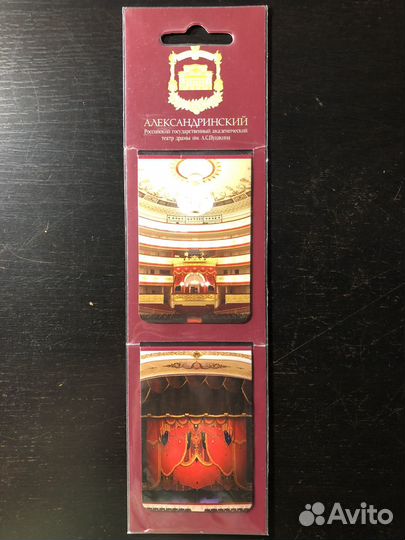 АЛЕКСАНДРИНСКИЙ
Российский государственный академический
театр драмы им. А.С.Пушкина
Avito